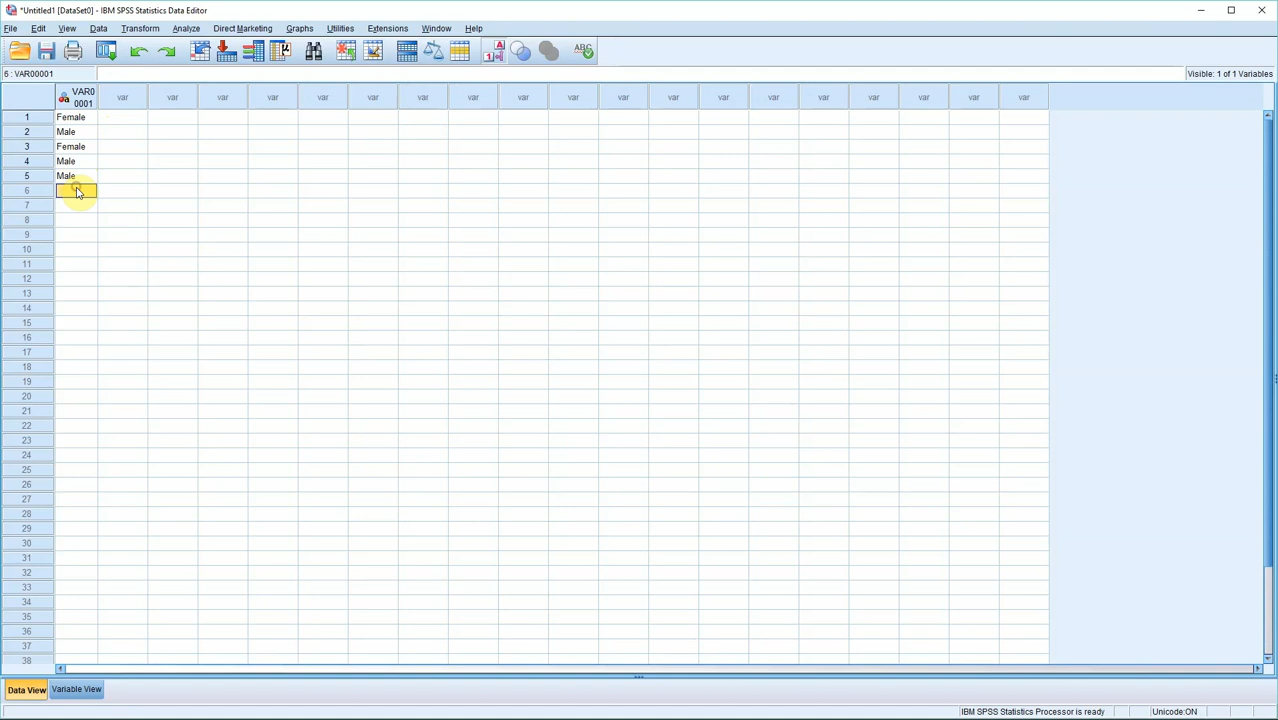 *Untitled1 [DataSet0] - IBM SPSS Statistics Data Editor
File Edit View Data Transform Analyze Direct Marketing Graphs Utilities Extensions Window Help
6 : VAR00001 Visible: 1 of 1 Variables
VAR0
0001 var var var var var var var var var var var var var var var var var var var
1 Female
2 Male
3 Female
4 Male
5 Male
6
7
8
9
10
11
12
13
14
15
16
17
18
19
20
21
22
23
24
25
26
27
28
29
30
31
32
33
34
35
36
37
38
Data View Variable View
IBM SPSS Statistics Processor is ready Unicode:ON